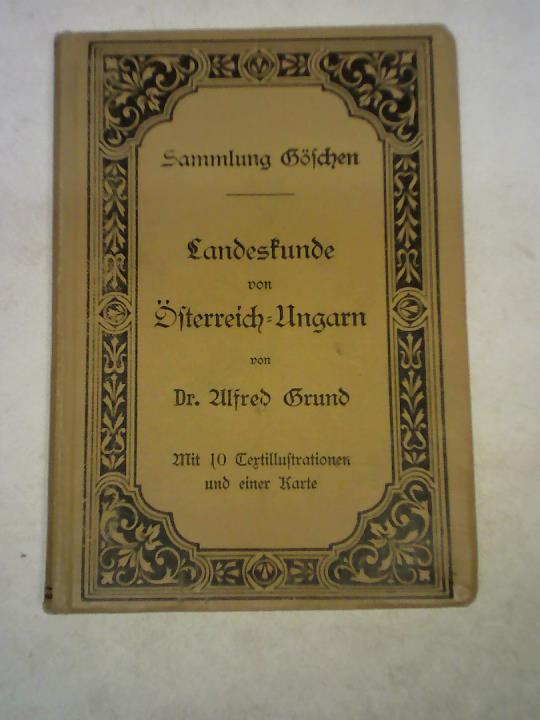 Sammlung Göschen
Landeskunde
von
Österreich-Ungarn
von
Dr. Alfred Grund
Mit 10 Textillustrationen
und einer Karte